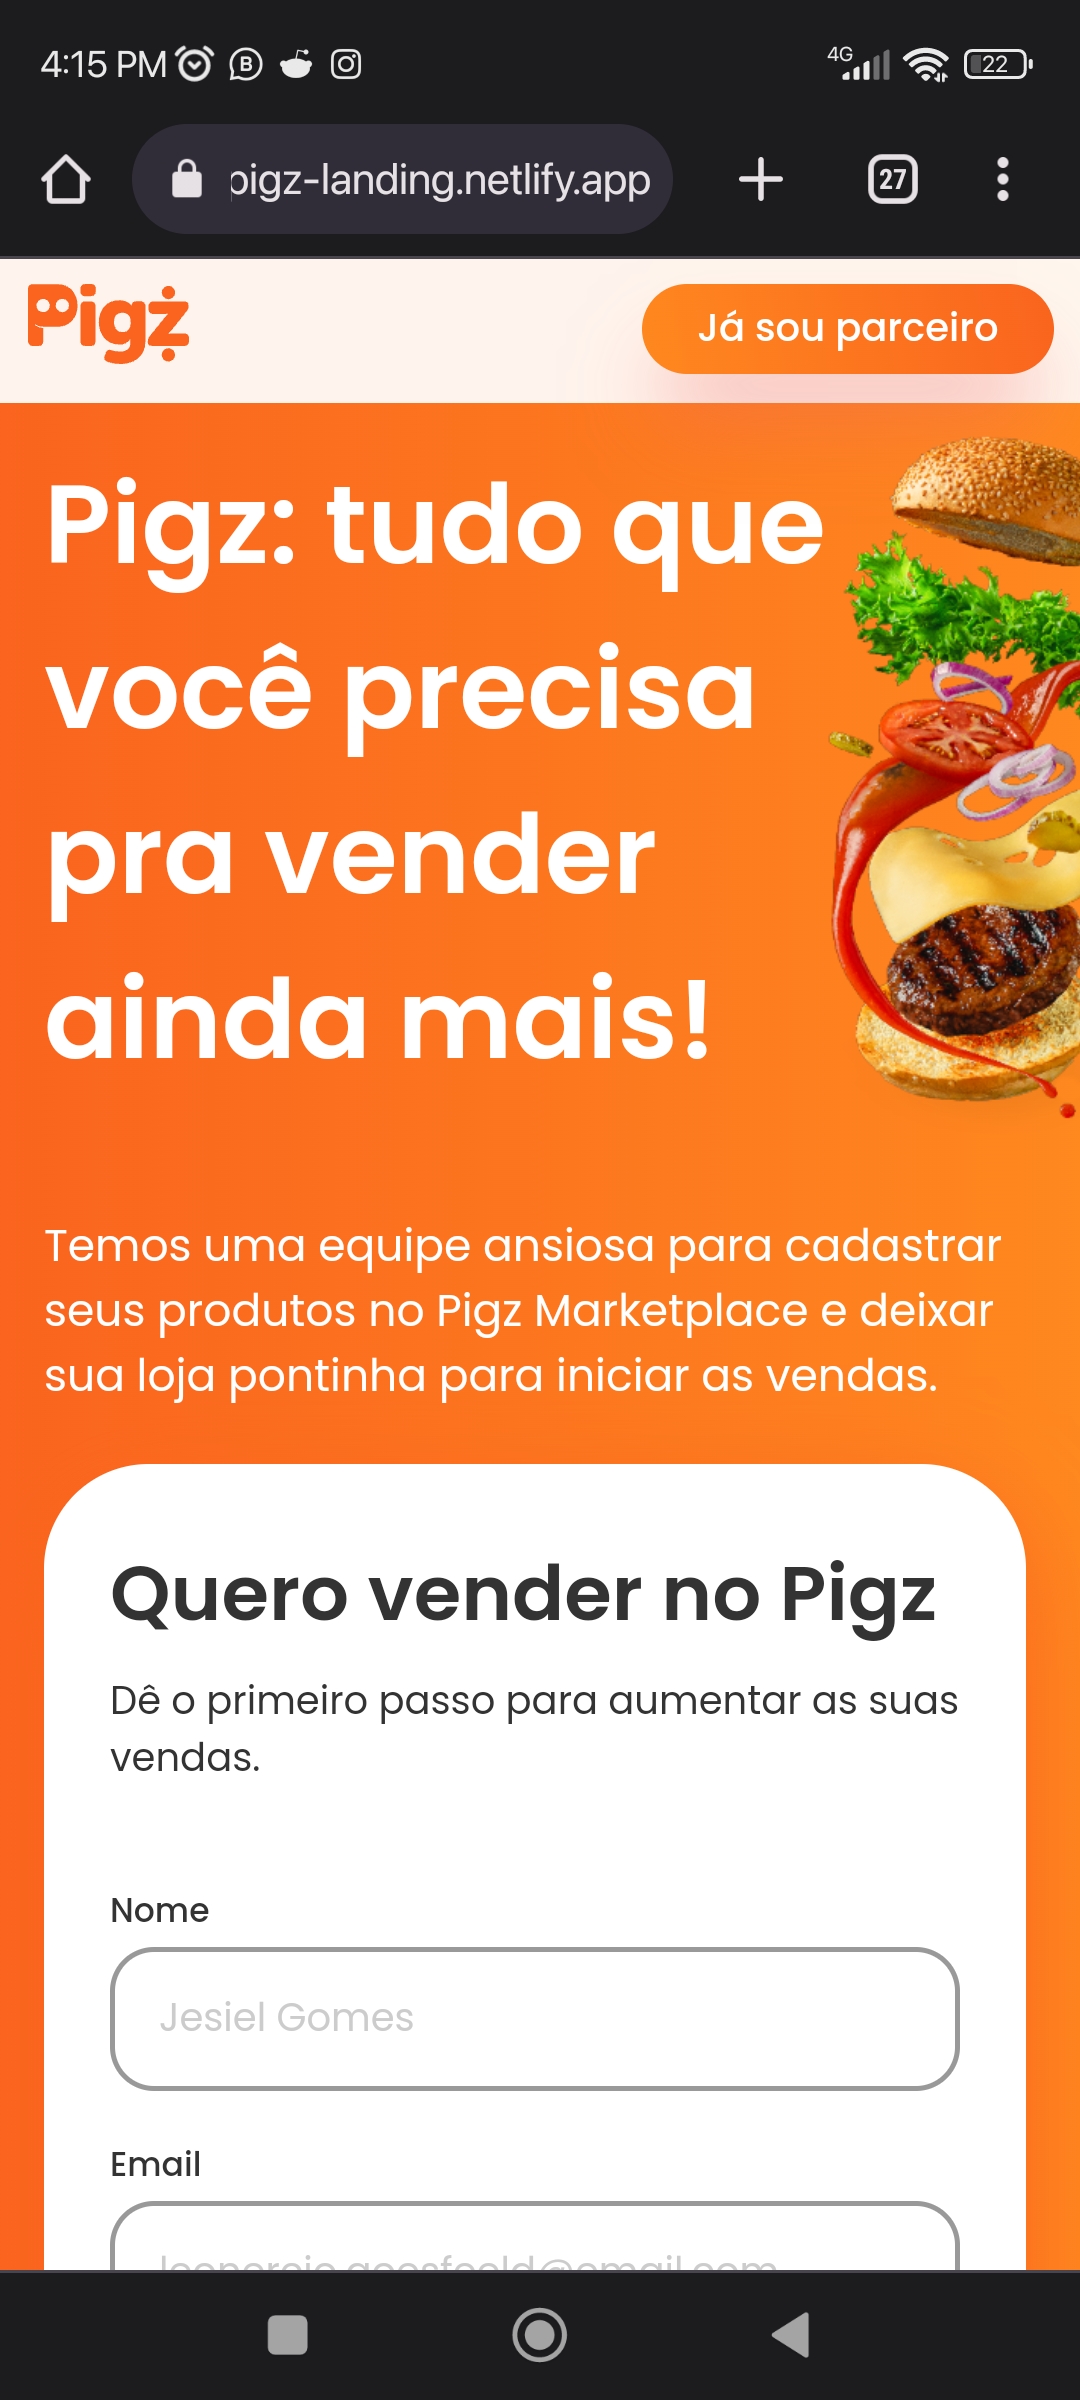 4:15 PM
4G
22
pigz-landing.netlify.app
27
Pigz
Já sou parceiro
Pigz: tudo que
você precisa
pra vender
ainda mais!
Temos uma equipe ansiosa para cadastrar
seus produtos no Pigz Marketplace e deixar
sua loja pontinha para iniciar as vendas.
Quero vender no Pigz
Dê o primeiro passo para aumentar as suas
vendas.
Nome
Jesiel Gomes
Email